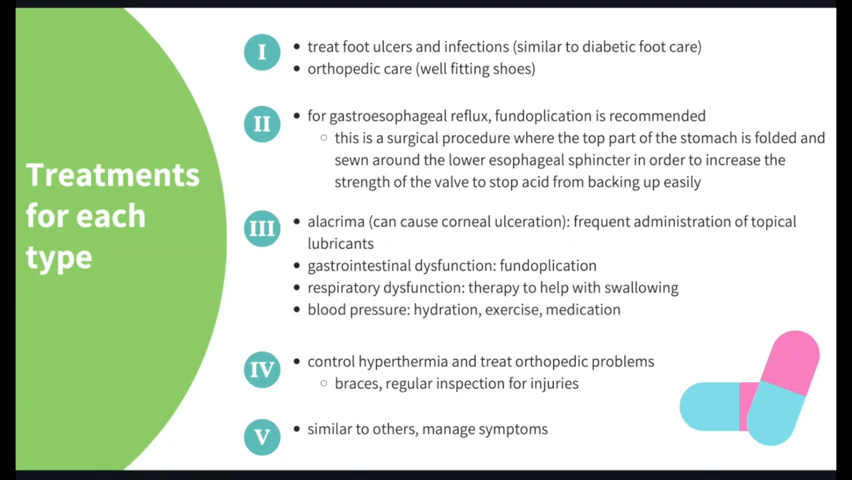 Treatments
for each
type
I
• treat foot ulcers and infections (similar to diabetic foot care)
• orthopedic care (well fitting shoes)
II
• for gastroesophageal reflux, fundoplication is recommended
○ this is a surgical procedure where the top part of the stomach is folded and
sewn around the lower esophageal sphincter in order to increase the
strength of the valve to stop acid from backing up easily
III
• alacrima (can cause corneal ulceration): frequent administration of topical
lubricants
• gastrointestinal dysfunction: fundoplication
• respiratory dysfunction: therapy to help with swallowing
• blood pressure: hydration, exercise, medication
IV
• control hyperthermia and treat orthopedic problems
○ braces, regular inspection for injuries
V
• similar to others, manage symptoms